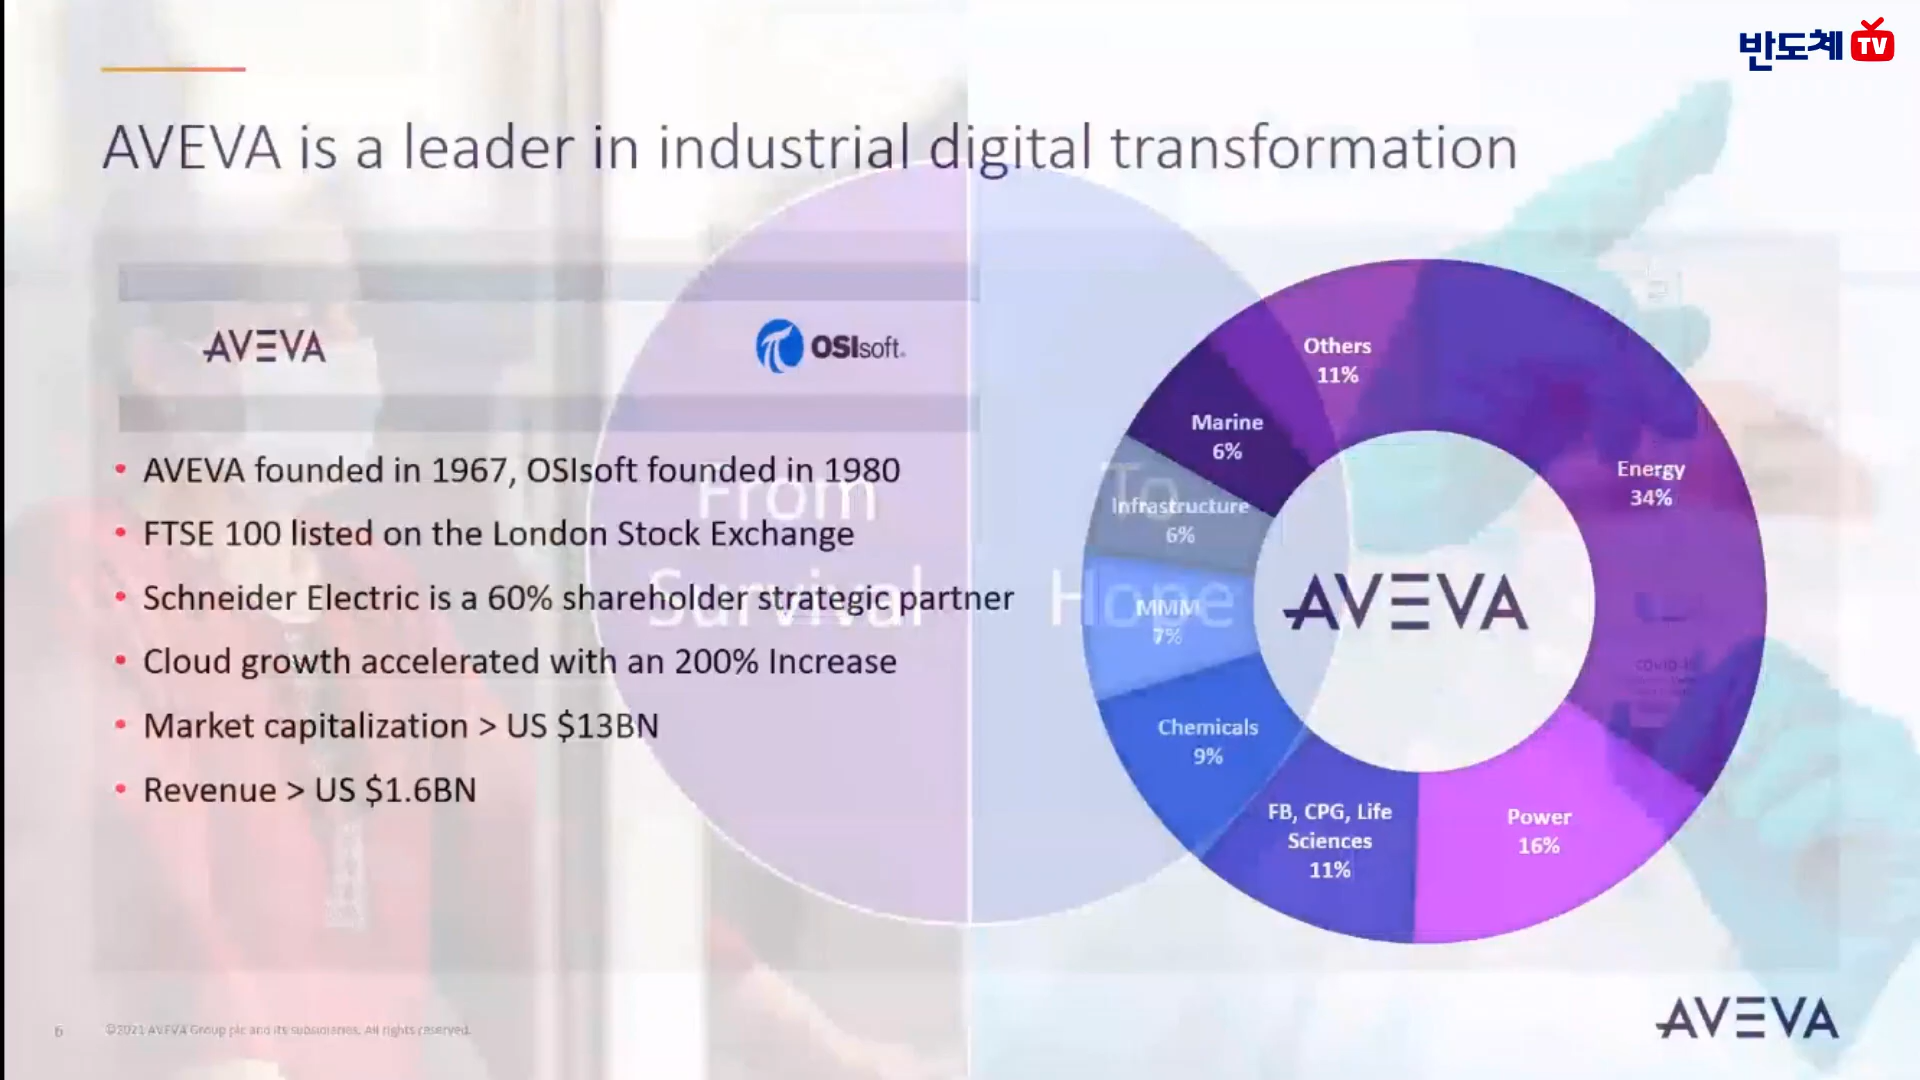 반도체 TV
AVEVA is a leader in industrial digital transformation
AVEVA
OSIsoft.
• AVEVA founded in 1967, OSIsoft founded in 1980
• FTSE 100 listed on the London Stock Exchange
• Schneider Electric is a 60% shareholder strategic partner
• Cloud growth accelerated with an 200% Increase
• Market capitalization > US $13BN
• Revenue > US $1.6BN
From
Survival
To
Hope
Others
11%
Marine
6%
Infrastructure
6%
MMM
7%
Chemicals
9%
FB, CPG, Life
Sciences
11%
Power
16%
Energy
34%
AVEVA
6
©2021 AVEVA Group plc and its subsidiaries. All rights reserved.
AVEVA